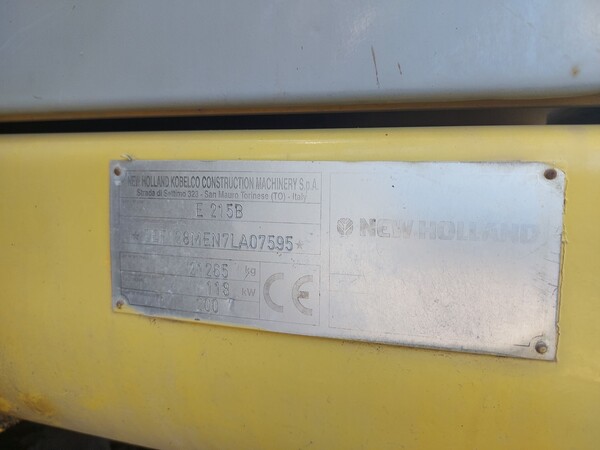 NEW HOLLAND KOBELCO CONSTRUCTION MACHINERY S.p.A.
Strada di Settimo 323 - San Mauro Torinese (TO) - Italy
E 215B
8MEN7LA07595★
kg
118 kW
CE
NEW HOLLAND